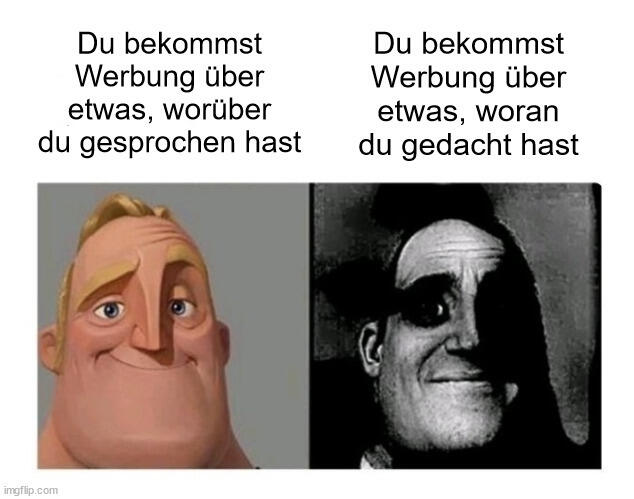 Du bekommst
Werbung über
etwas, worüber
du gesprochen hast
Du bekommst
Werbung über
etwas, woran
du gedacht hast
imgflip.com